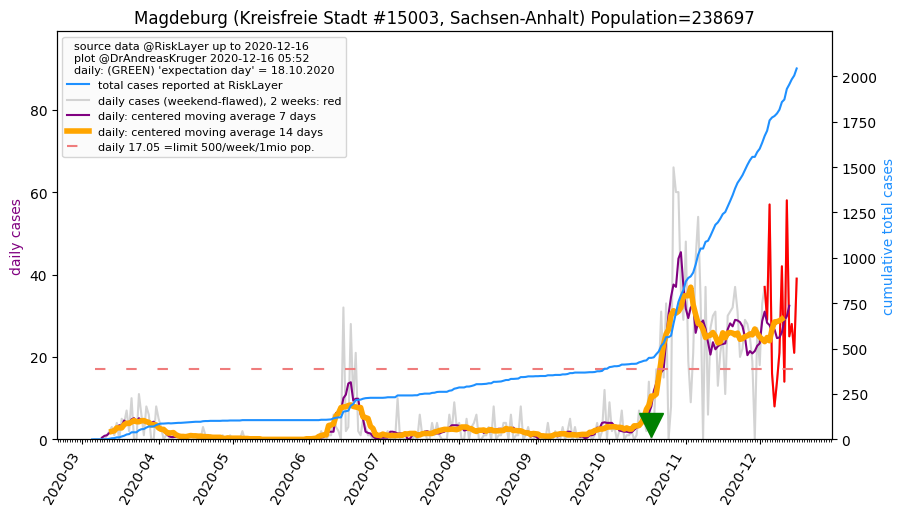 Magdeburg (Kreisfreie Stadt #15003, Sachsen-Anhalt) Population=238697
source data @RiskLayer up to 2020-12-16
plot @DrAndreasKruger 2020-12-16 05:52
daily: (GREEN) 'expectation day' = 18.10.2020
total cases reported at RiskLayer
daily cases (weekend-flawed), 2 weeks: red
daily: centered moving average 7 days
daily: centered moving average 14 days
daily 17.05 =limit 500/week/1mio pop.
daily cases
80
60
40
20
0
cumulative total cases
2000
1750
1500
1250
1000
750
500
250
0
2020-03
2020-04
2020-05
2020-06
2020-07
2020-08
2020-09
2020-10
2020-11
2020-12